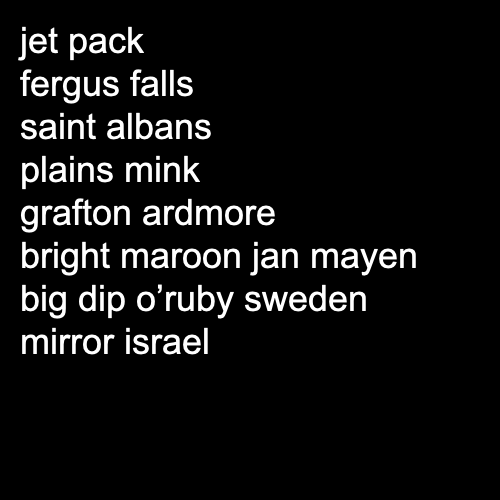 jet pack
fergus falls
saint albans
plains mink
grafton ardmore
bright maroon jan mayen
big dip o’ruby sweden
mirror israel